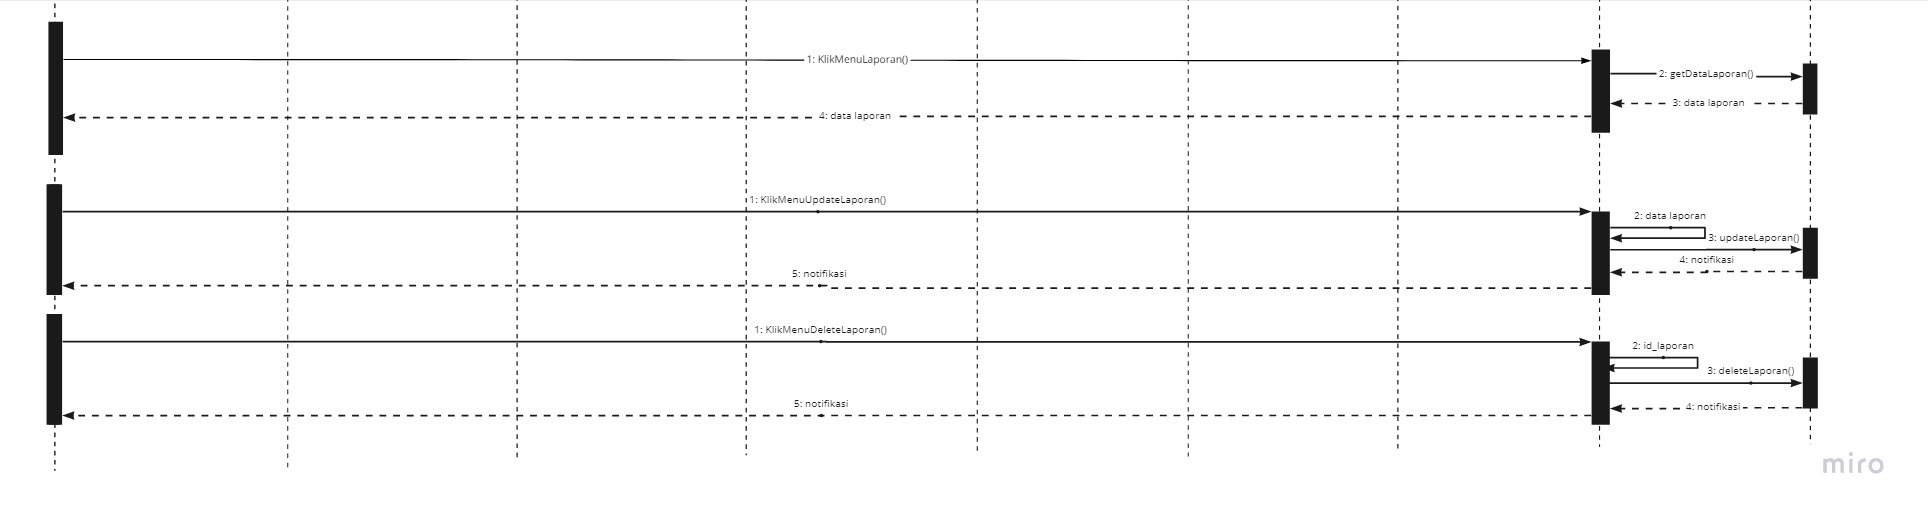 1: KlikMenuLaporan()
2: getDataLaporan()
3: data laporan
4: data laporan
1: KlikMenuUpdateLaporan()
2: data laporan
3: updateLaporan()
4: notifikasi
5: notifikasi
1: KlikMenuDeleteLaporan()
2: id_laporan
3: deleteLaporan()
4: notifikasi
5: notifikasi
miro